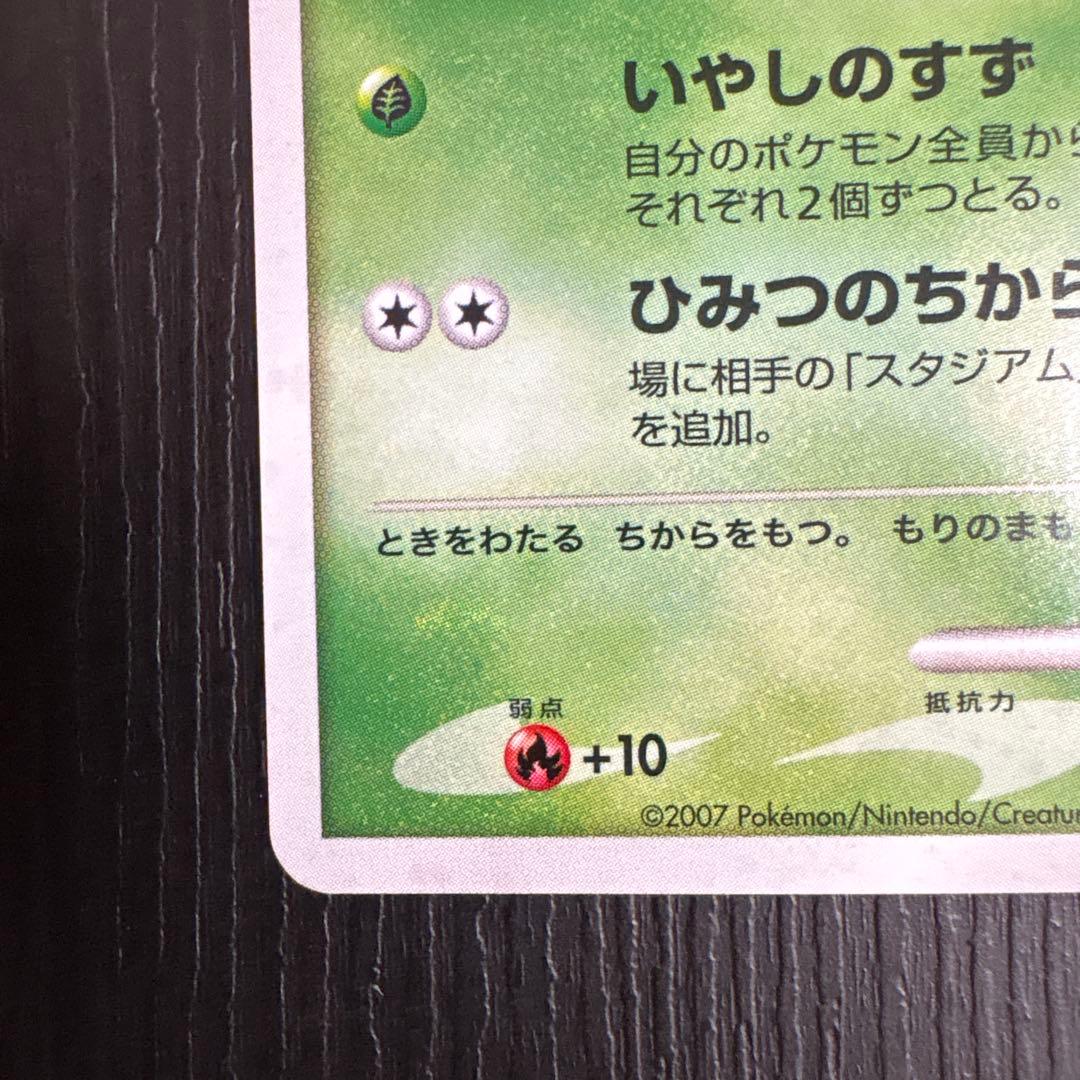 いやしのすず
自分のポケモン全員から
それぞれ2個ずつとる。
ひみつのちから
場に相手の「スタジアム」
を追加。
ときをわたる ちからをもつ。 もりのまも
弱点
抵抗力
+10
©2007 Pokémon/Nintendo/Creatur